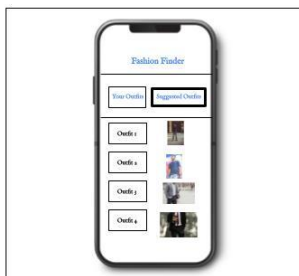 Fashion Finder
Your Outfits Suggested Outfits
Outfit 1
Outfit 2
Outfit 3
Outfit 4